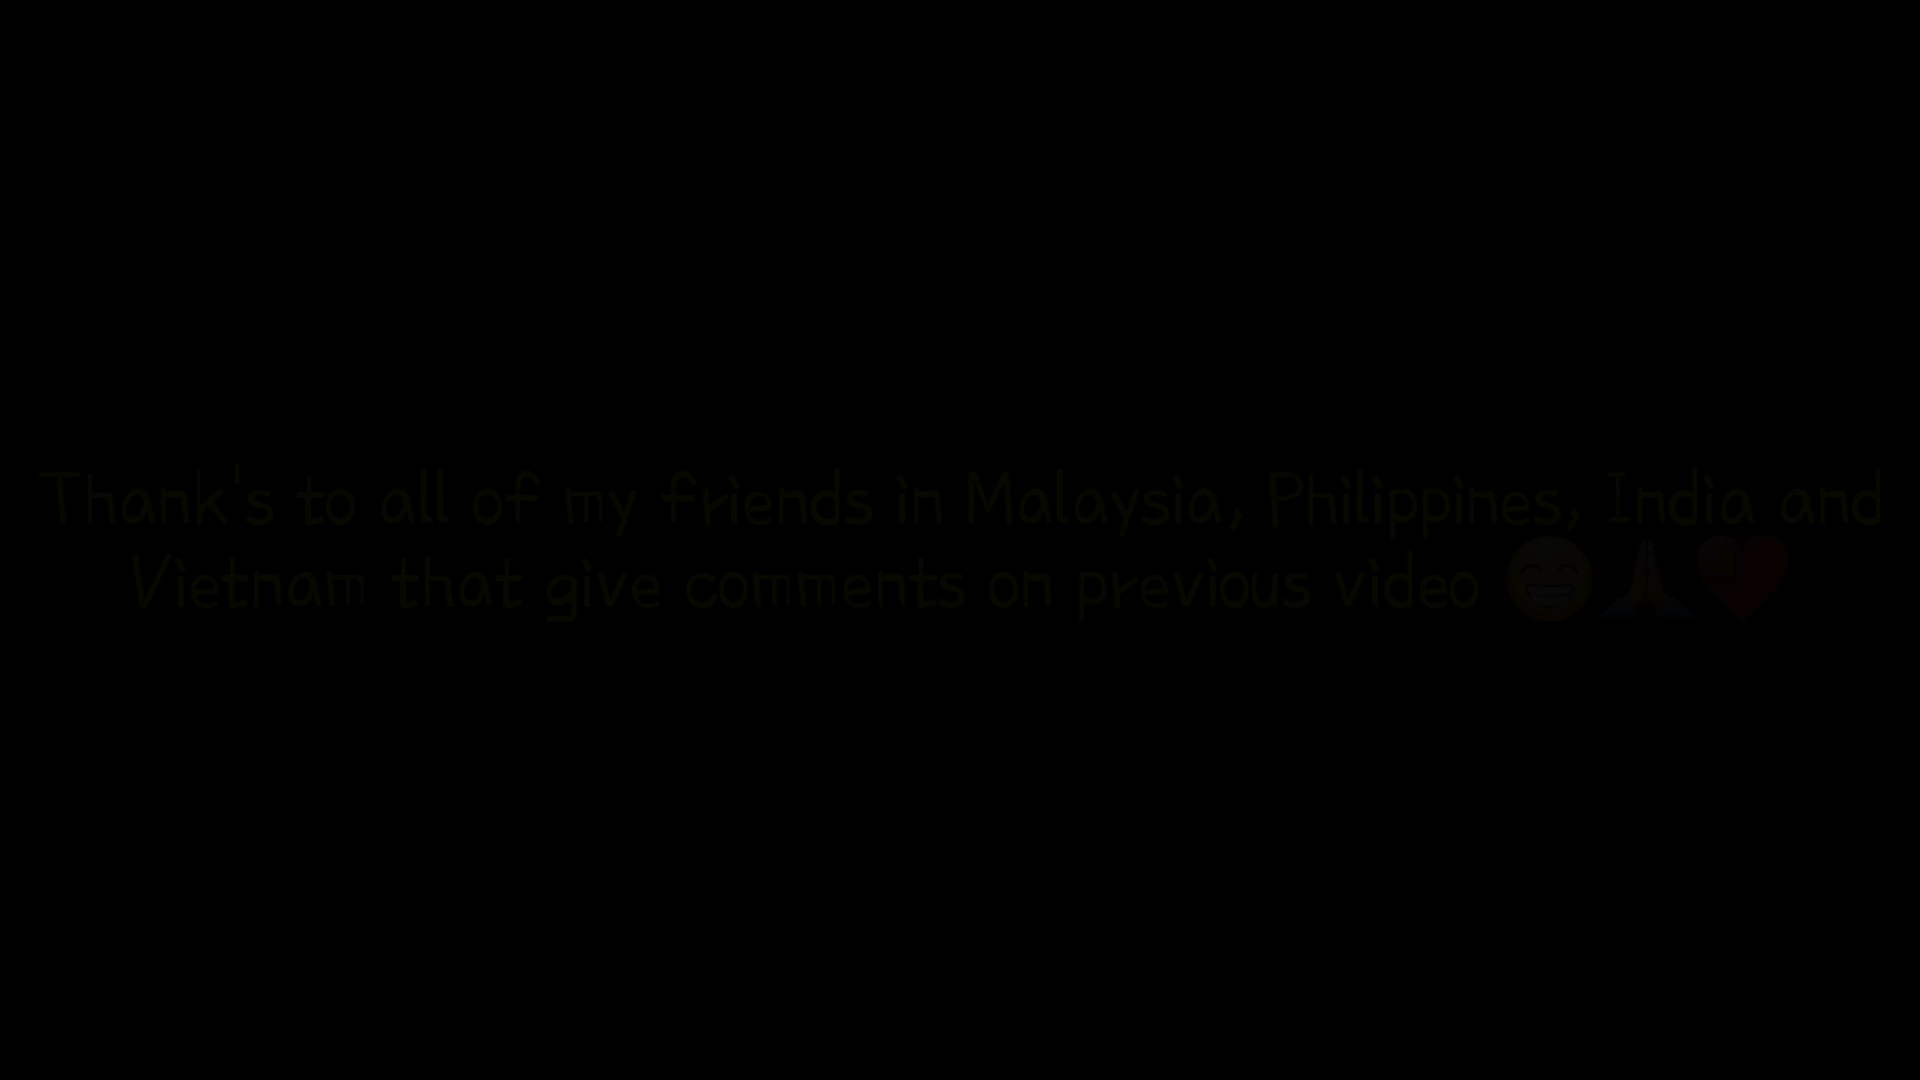 Thank's to all of my friends in Malaysia, Philippines, India and
Vietnam that give comments on previous video 😁🙏❤️